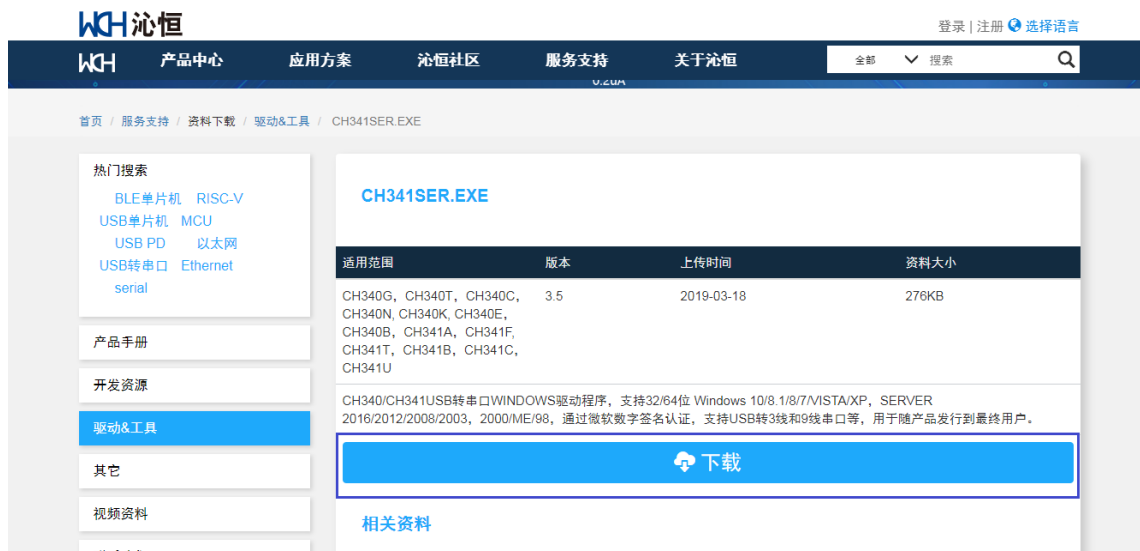 WCH沁恒
登录 | 注册 选择语言
WCH 产品中心 应用方案 沁恒社区 服务支持 关于沁恒 全部 搜索
0.2uA
首页 / 服务支持 / 资料下载 / 驱动&工具 / CH341SER.EXE
热门搜索
BLE单片机 RISC-V
USB单片机 MCU
USB PD 以太网
USB转串口 Ethernet
serial
产品手册
开发资源
驱动&工具
其它
视频资料
CH341SER.EXE
适用范围 版本 上传时间 资料大小
CH340G，CH340T，CH340C， 3.5 2019-03-18 276KB
CH340N, CH340K, CH340E，
CH340B，CH341A，CH341F,
CH341T，CH341B，CH341C，
CH341U
CH340/CH341USB转串口WINDOWS驱动程序，支持32/64位 Windows 10/8.1/8/7/VISTA/XP，SERVER
2016/2012/2008/2003，2000/ME/98，通过微软数字签名认证，支持USB转3线和9线串口等，用于随产品发行到最终用户。
下载
相关资料